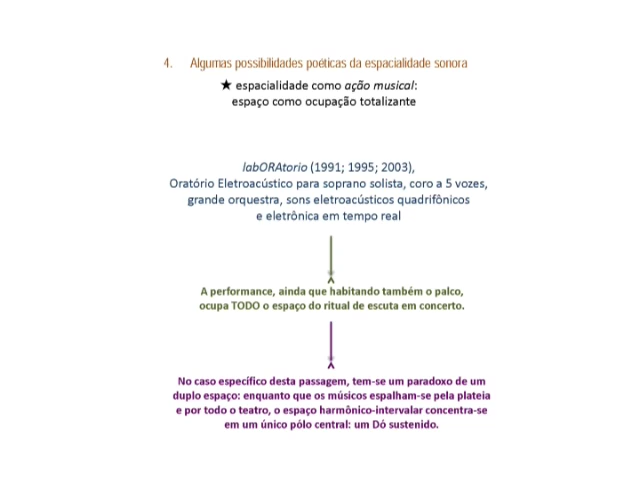 4. Algumas possibilidades poéticas da espacialidade sonora
★ espacialidade como ação musical:
espaço como ocupação totalizante
labORAtorio (1991; 1995; 2003),
Oratório Eletroacústico para soprano solista, coro a 5 vozes,
grande orquestra, sons eletroacústicos quadrifônicos
e eletrônica em tempo real
A performance, ainda que habitando também o palco,
ocupa TODO o espaço do ritual de escuta em concerto.
No caso específico desta passagem, tem-se um paradoxo de um
duplo espaço: enquanto que os músicos espalham-se pela plateia
e por todo o teatro, o espaço harmônico-intervalar concentra-se
em um único pólo central: um Dó sustenido.